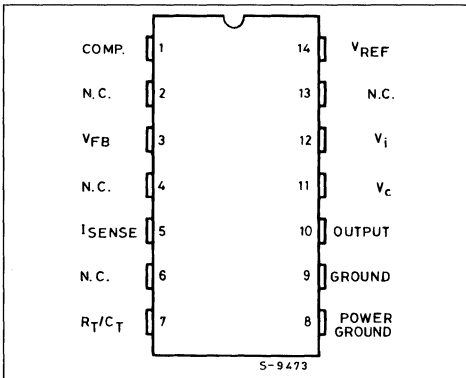 COMP. 1 14 VREF
N.C. 2 13 N.C.
VFB 3 12 Vi
N.C. 4 11 Vc
ISENSE 5 10 OUTPUT
N.C. 6 9 GROUND
RT/CT 7 8 POWER GROUND
S-9473